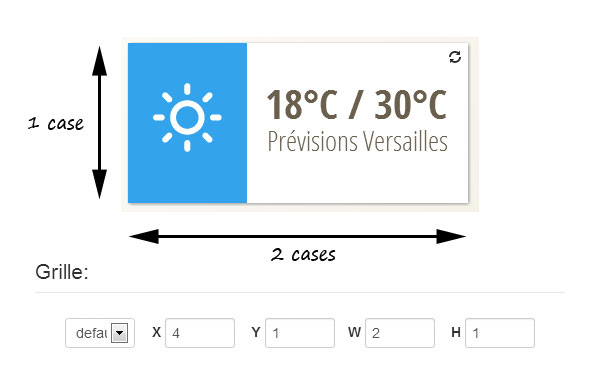 18°C / 30°C
1 case
Prévisions Versailles
2 cases
Grille:
defau X 4 Y 1 W 2 H 1